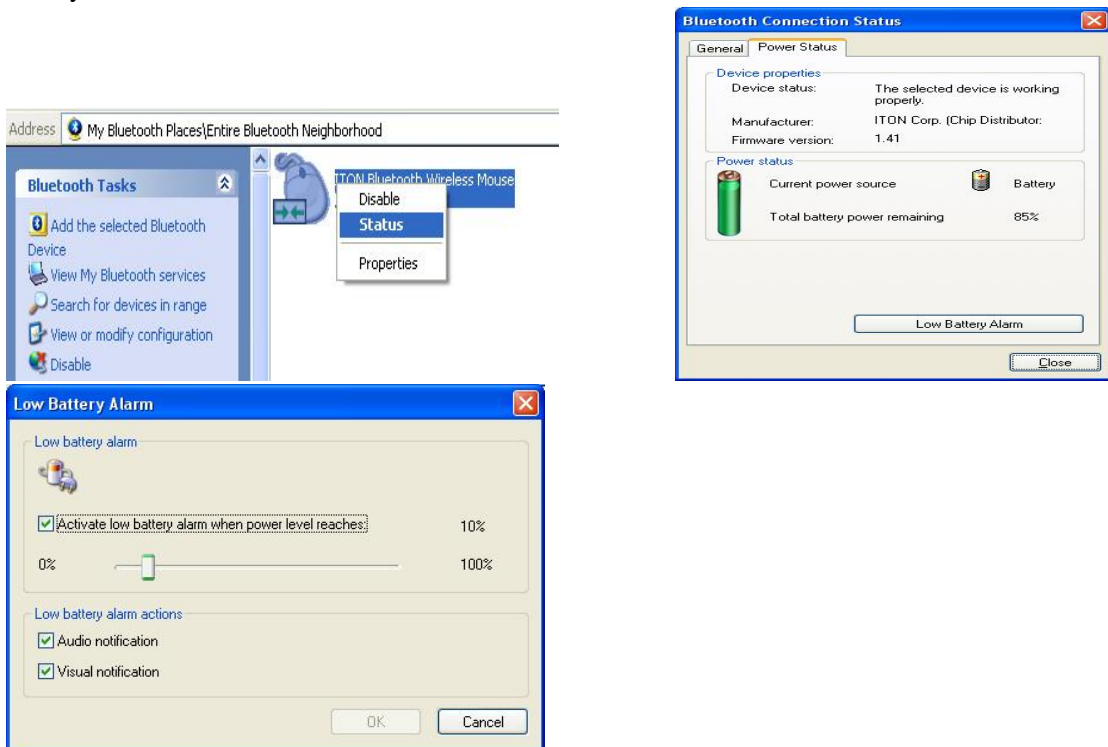 Address My Bluetooth Places\Entire Bluetooth Neighborhood
Bluetooth Tasks
Add the selected Bluetooth
Device
View My Bluetooth services
Search for devices in range
View or modify configuration
Disable
ITON Bluetooth Wireless Mouse
Disable
Status
Properties
Bluetooth Connection Status
General Power Status
Device properties
Device status: The selected device is working
properly.
Manufacturer: ITON Corp. (Chip Distributor:
Firmware version: 1.41
Power status
Current power source Battery
Total battery power remaining 85%
Low Battery Alarm
Close
Low Battery Alarm
Low battery alarm
Activate low battery alarm when power level reaches: 10%
0% 100%
Low battery alarm actions
Audio notification
Visual notification
OK Cancel